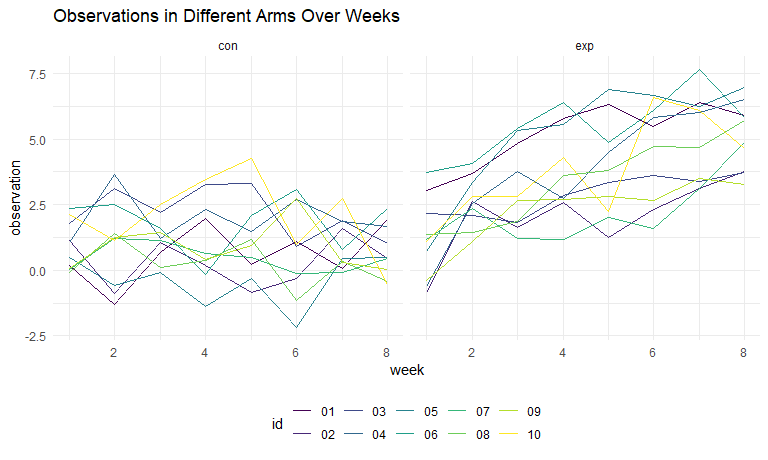 Observations in Different Arms Over Weeks
con exp
7.5
5.0
2.5
0.0
-2.5
observation
2 4 6 8 2 4 6 8
week
id 01 03 05 07 09
02 04 06 08 10